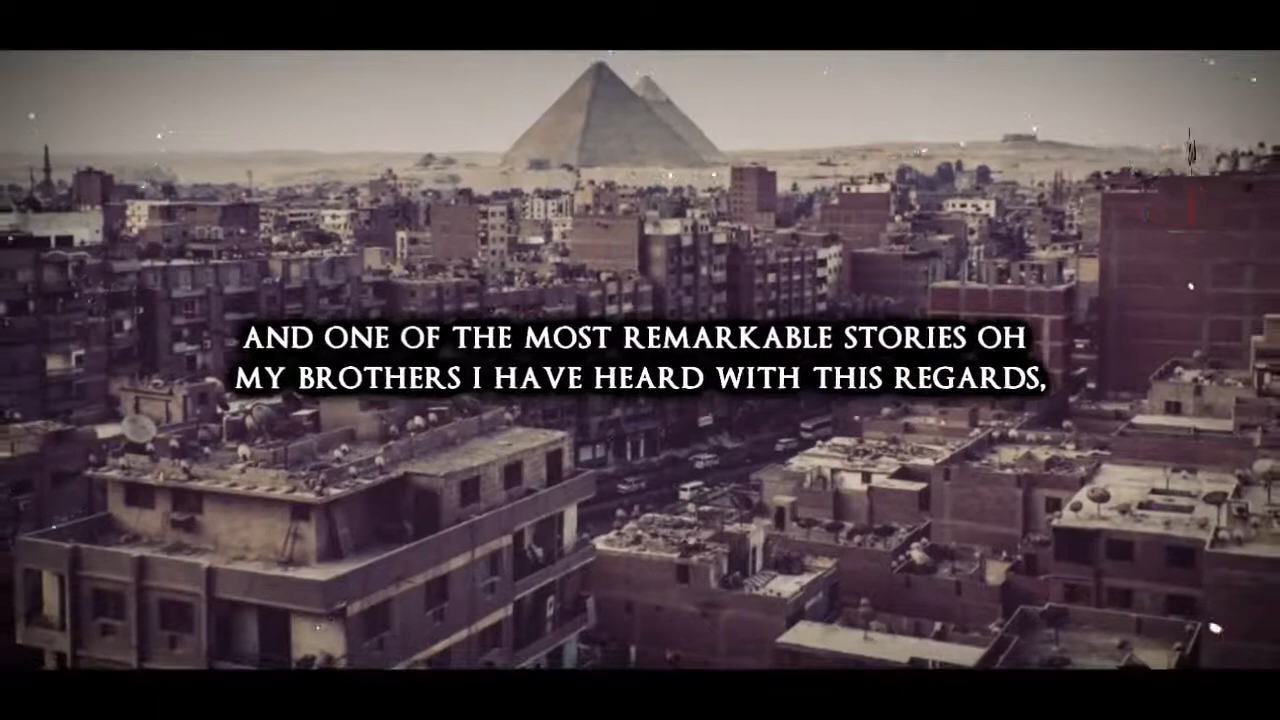 AND ONE OF THE MOST REMARKABLE STORIES OH
MY BROTHERS I HAVE HEARD WITH THIS REGARDS,